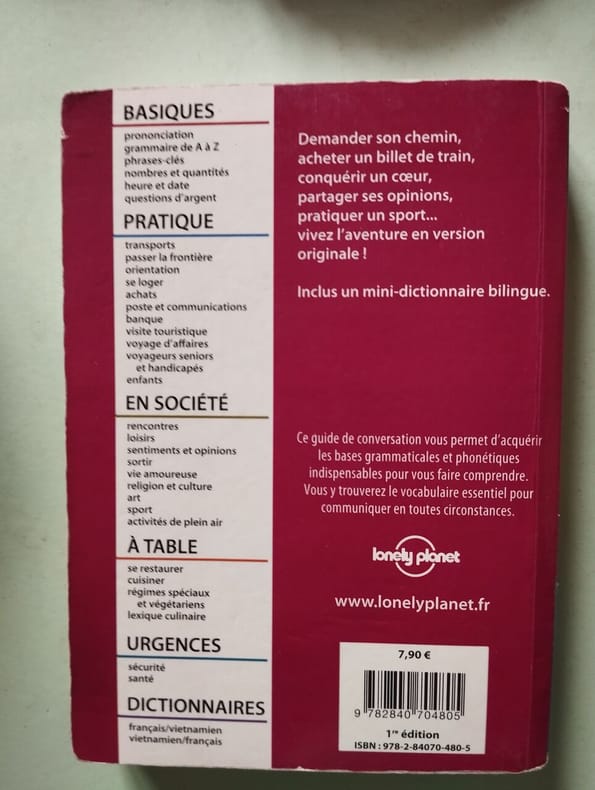 BASIQUES
prononciation
grammaire de A à Z
phrases-clés
nombres et quantités
heure et date
questions d'argent
PRATIQUE
transports
passer la frontière
orientation
se loger
achats
poste et communications
banque
visite touristique
voyage d'affaires
voyageurs seniors
et handicapés
enfants
EN SOCIÉTÉ
rencontres
loisirs
sentiments et opinions
sortir
vie amoureuse
religion et culture
art
sport
activités de plein air
À TABLE
se restaurer
cuisiner
régimes spéciaux
et végétariens
lexique culinaire
URGENCES
sécurité
santé
DICTIONNAIRES
français/vietnamien
vietnamien/français
Demander son chemin,
acheter un billet de train,
conquérir un cœur,
partager ses opinions,
pratiquer un sport...
vivez l'aventure en version
originale !
Inclus un mini-dictionnaire bilingue.
Ce guide de conversation vous permet d'acquérir
les bases grammaticales et phonétiques
indispensables pour vous faire comprendre.
Vous y trouverez le vocabulaire essentiel pour
communiquer en toutes circonstances.
lonely planet
www.lonelyplanet.fr
7,90 €
9 782840 704805
1re édition
ISBN : 978-2-84070-480-5